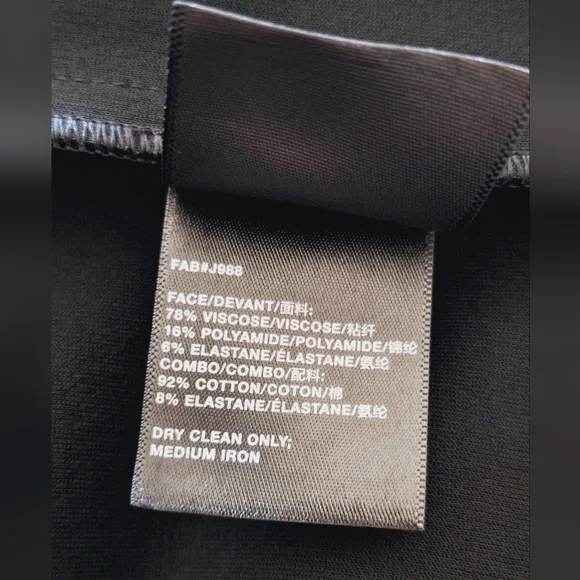 FAB#J988
FACE/DEVANT/面料:
78% VISCOSE/VISCOSE/粘纤
16% POLYAMIDE/POLYAMIDE/锦纶
6% ELASTANE/ÉLASTANE/氨纶
COMBO/COMBO/配料:
92% COTTON/COTON/棉
8% ELASTANE/ÉLASTANE/氨纶
DRY CLEAN ONLY;
MEDIUM IRON